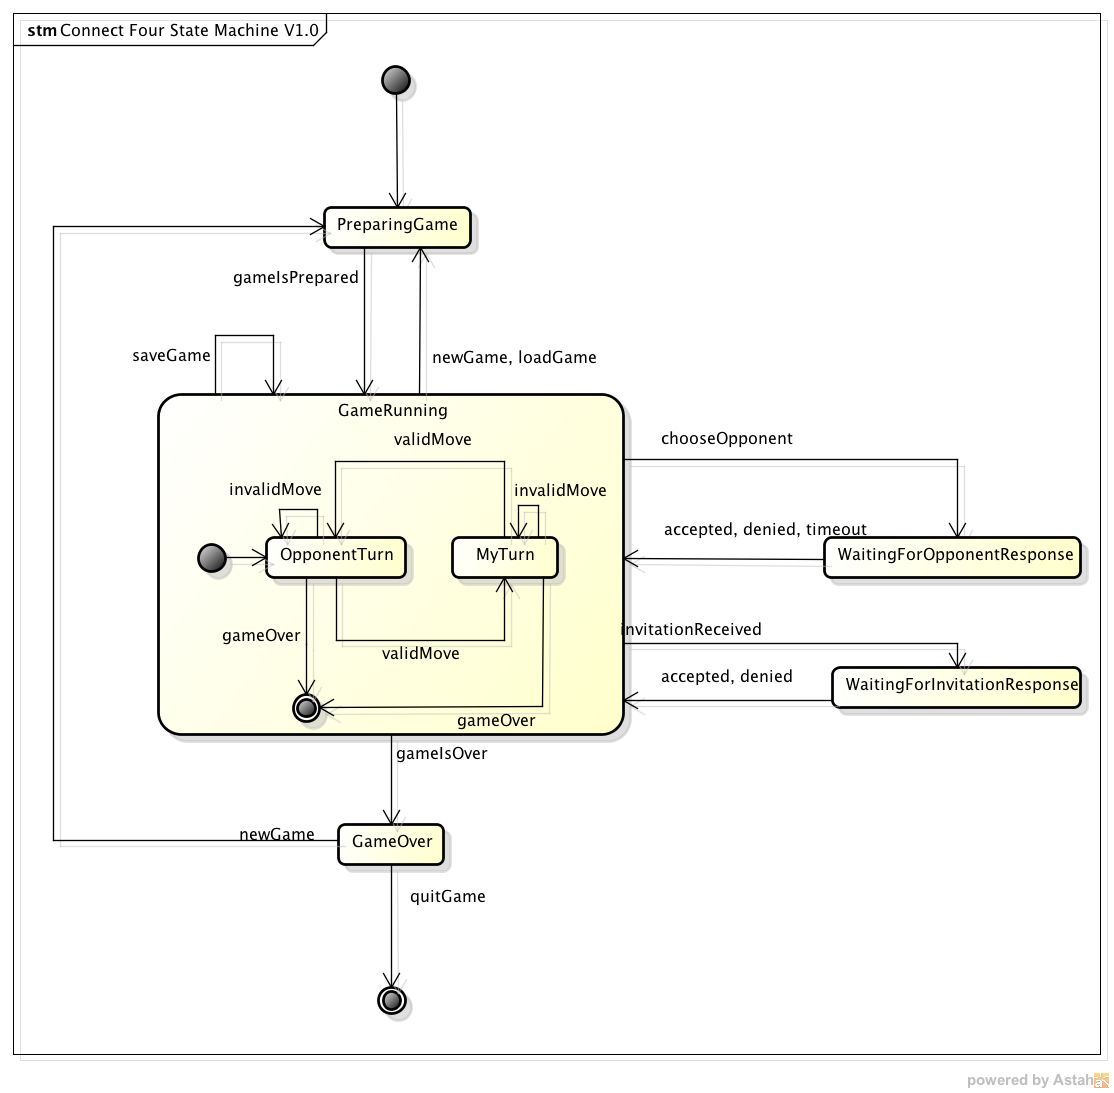 stm Connect Four State Machine V1.0
PreparingGame
gameIsPrepared
saveGame
newGame, loadGame
GameRunning
validMove
chooseOpponent
invalidMove
invalidMove
accepted, denied, timeout
OpponentTurn
MyTurn
WaitingForOpponentResponse
gameOver
invitationReceived
validMove
accepted, denied
WaitingForInvitationResponse
gameOver
gameIsOver
newGame
GameOver
quitGame
powered by Astah